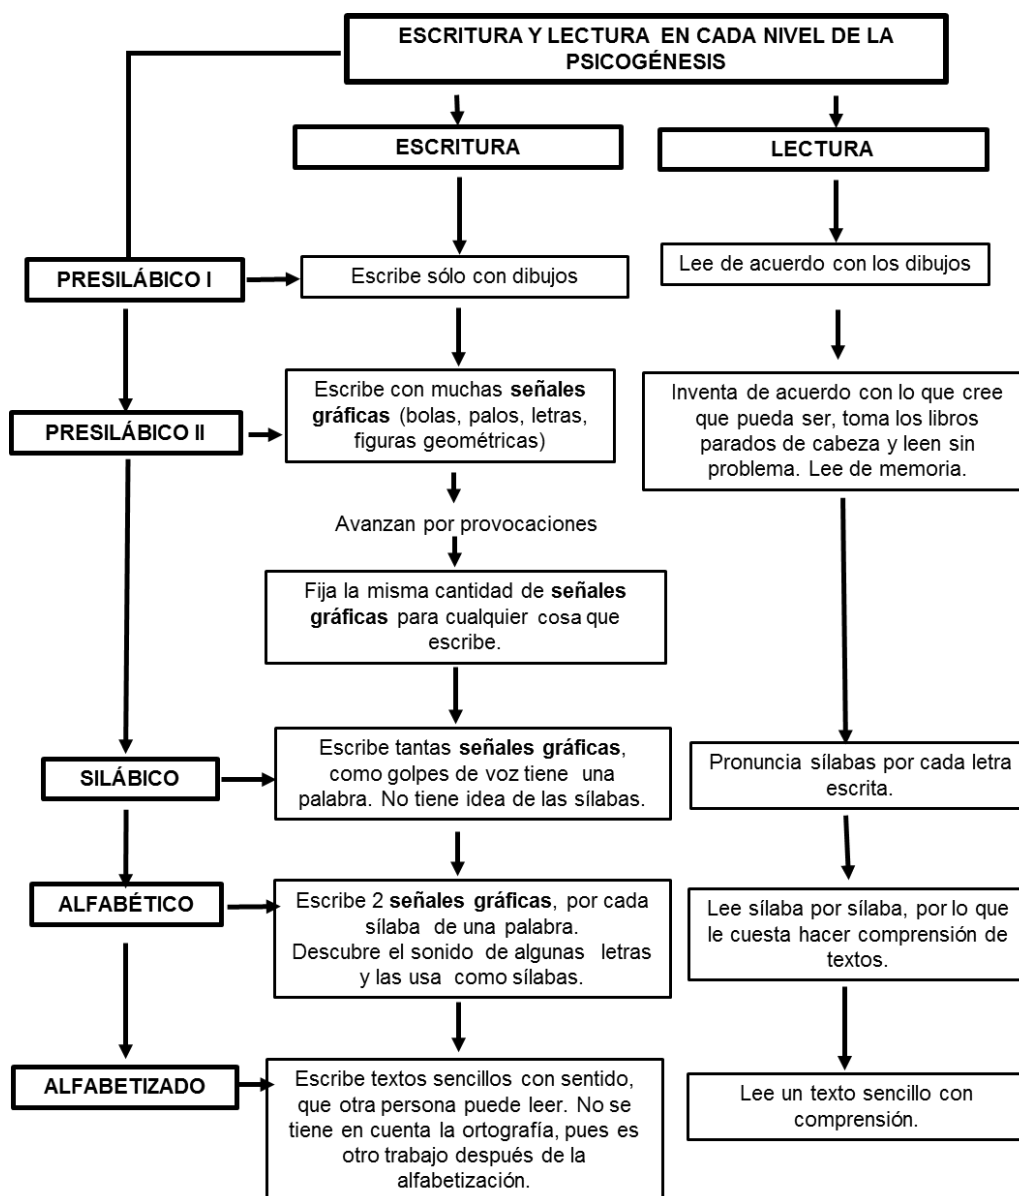 ESCRITURA Y LECTURA EN CADA NIVEL DE LA
PSICOGÉNESIS
ESCRITURA
LECTURA
PRESILÁBICO I
Escribe sólo con dibujos
Lee de acuerdo con los dibujos
PRESILÁBICO II
Escribe con muchas señales
gráficas (bolas, palos, letras,
figuras geométricas)
Inventa de acuerdo con lo que cree
que pueda ser, toma los libros
parados de cabeza y leen sin
problema. Lee de memoria.
Avanzan por provocaciones
Fija la misma cantidad de señales
gráficas para cualquier cosa que
escribe.
SILÁBICO
Escribe tantas señales gráficas,
como golpes de voz tiene una
palabra. No tiene idea de las sílabas.
Pronuncia sílabas por cada letra
escrita.
ALFABÉTICO
Escribe 2 señales gráficas, por cada
sílaba de una palabra.
Descubre el sonido de algunas letras
y las usa como sílabas.
Lee sílaba por sílaba, por lo que
le cuesta hacer comprensión de
textos.
ALFABETIZADO
Escribe textos sencillos con sentido,
que otra persona puede leer. No se
tiene en cuenta la ortografía, pues es
otro trabajo después de la
alfabetización.
Lee un texto sencillo con
comprensión.